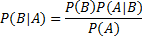 P(B|A) = P(B)P(A|B) / P(A)